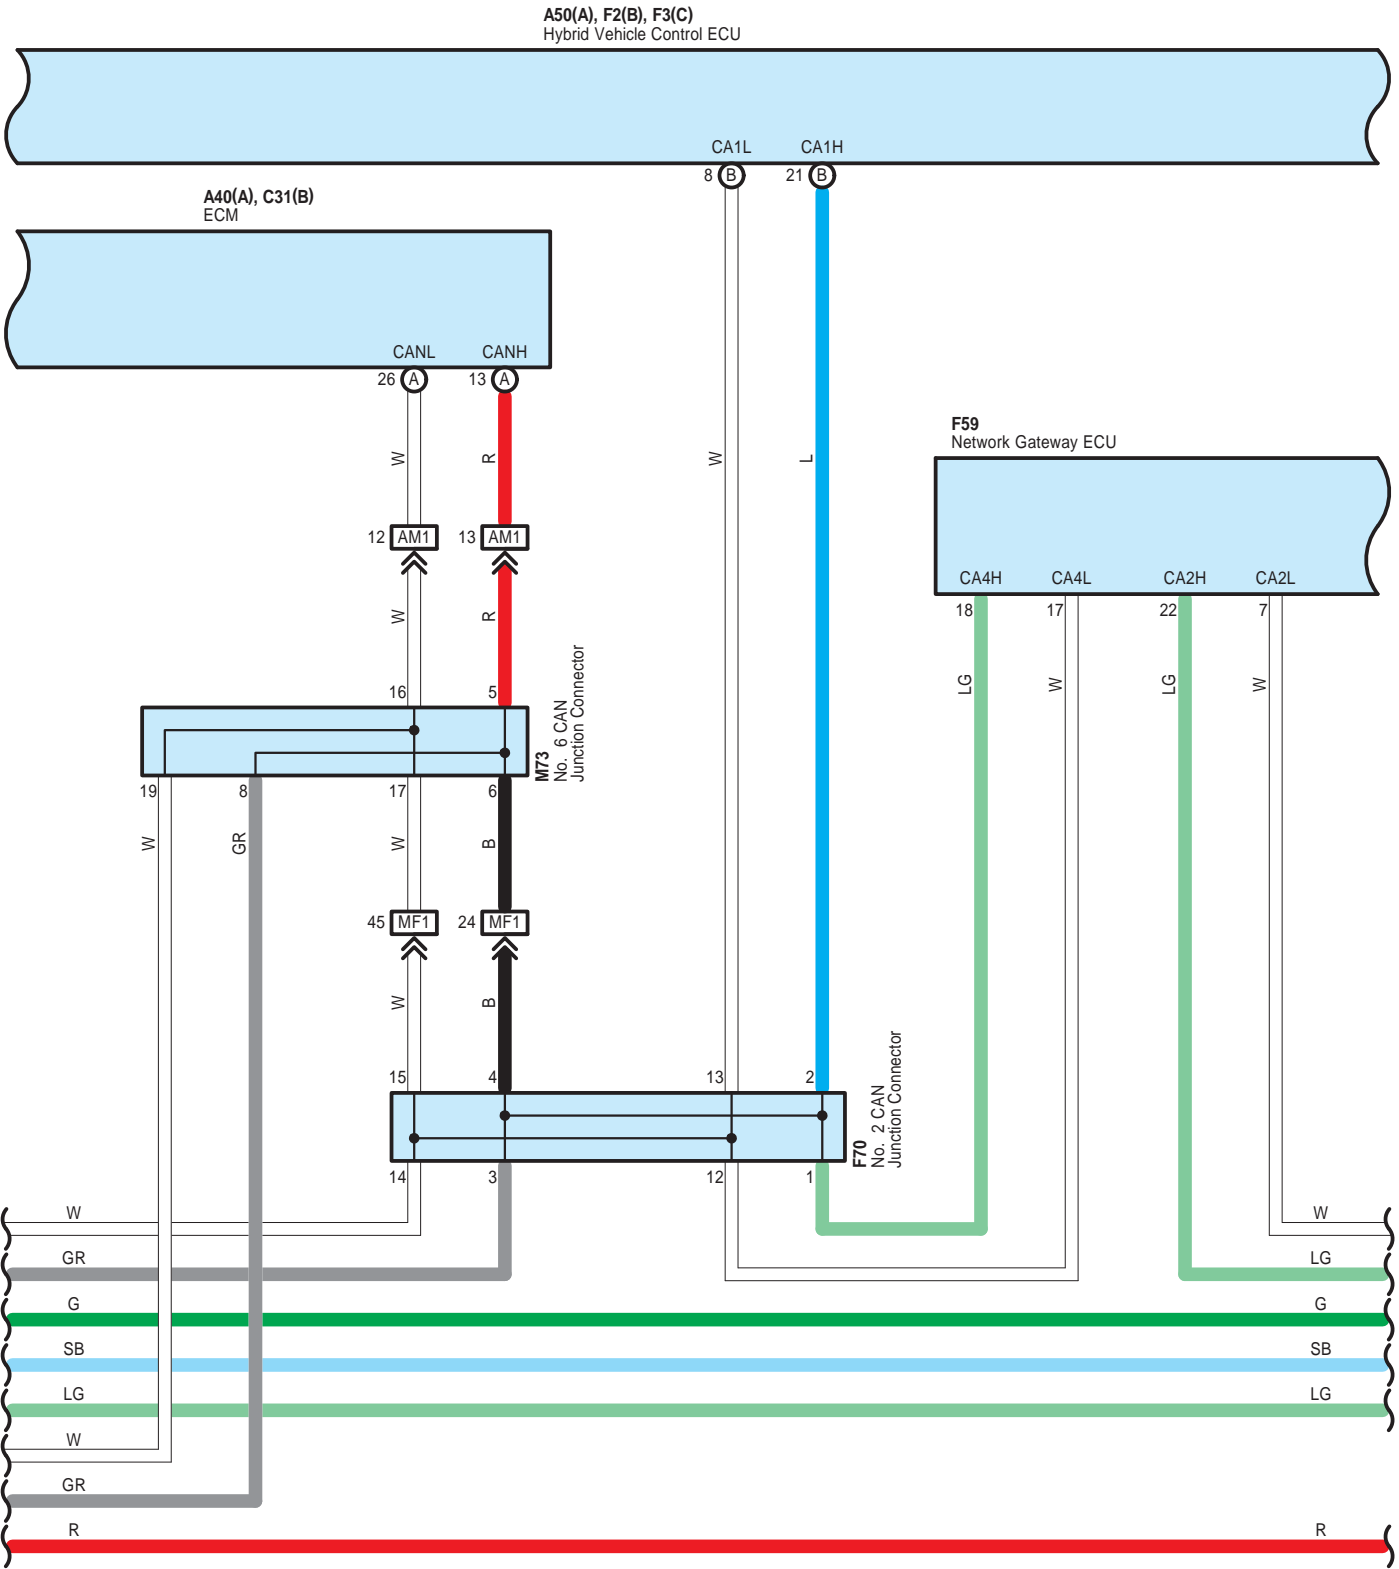 A50(A), F2(B), F3(C)
Hybrid Vehicle Control ECU
CA1L CA1H
8 B 21 B
A40(A), C31(B)
ECM
CANL CANH
26 A 13 A
F59
Network Gateway ECU
W R W L
12 AM1 13 AM1
CA4H CA4L CA2H CA2L
18 17 22 7
W R
LG W LG W
16 5
M73
No. 6 CAN
Junction Connector
19 8 17 6
W GR W B
45 MF1 24 MF1
W B
15 4 13 2
F70
No. 2 CAN
Junction Connector
14 3 12 1
W W
GR LG
G G
SB SB
LG LG
W
GR
R R